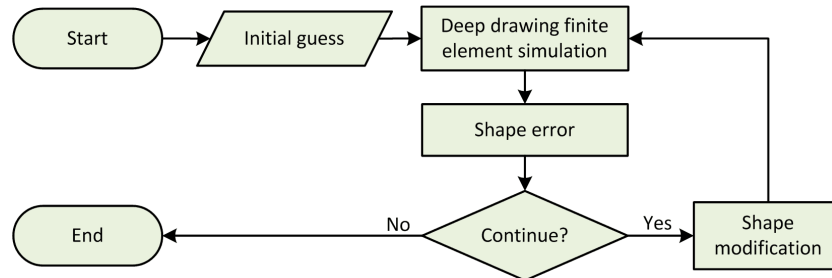 Start
Initial guess
Deep drawing finite
element simulation
Shape error
Continue?
No
Yes
End
Shape
modification